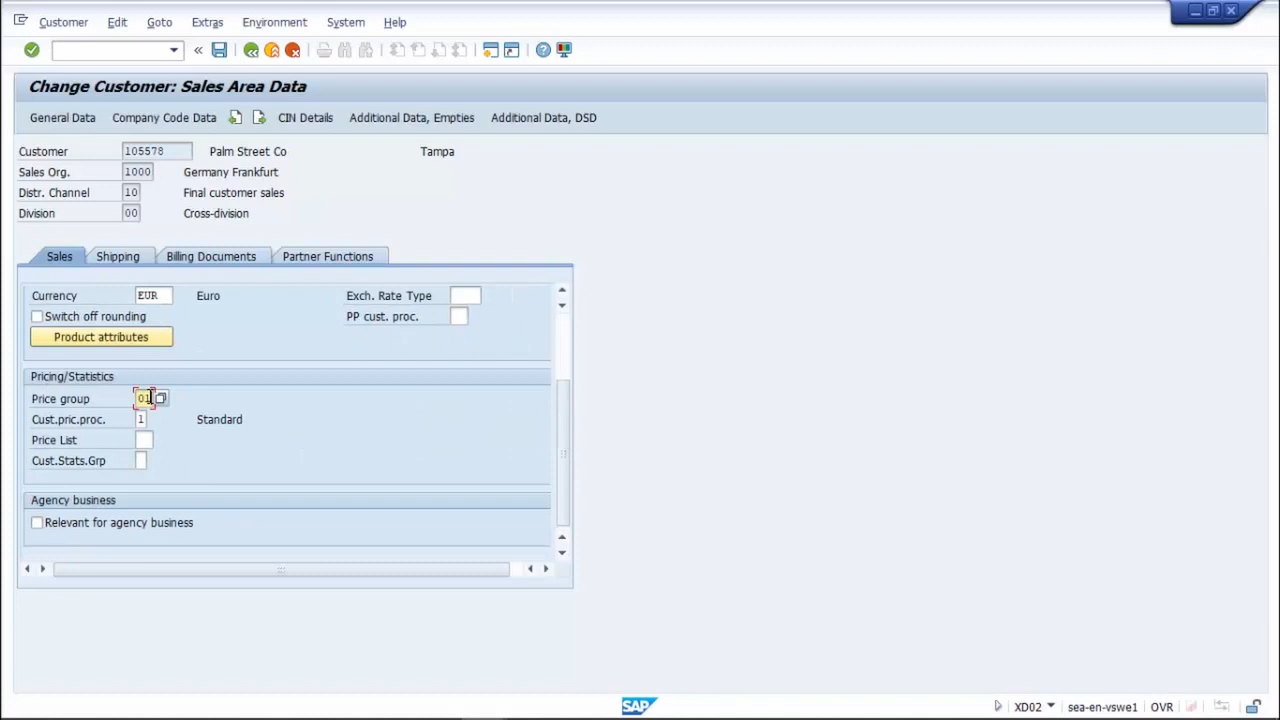 Customer Edit Goto Extras Environment System Help
Change Customer: Sales Area Data
General Data Company Code Data CIN Details Additional Data, Empties Additional Data, DSD
Customer 105578 Palm Street Co Tampa
Sales Org. 1000 Germany Frankfurt
Distr. Channel 10 Final customer sales
Division 00 Cross-division
Sales Shipping Billing Documents Partner Functions
Currency EUR Euro Exch. Rate Type
Switch off rounding PP cust. proc.
Product attributes
Pricing/Statistics
Price group 01
Cust.pric.proc. 1 Standard
Price List
Cust.Stats.Grp
Agency business
Relevant for agency business
SAP XD02 sea-en-vswe1 OVR